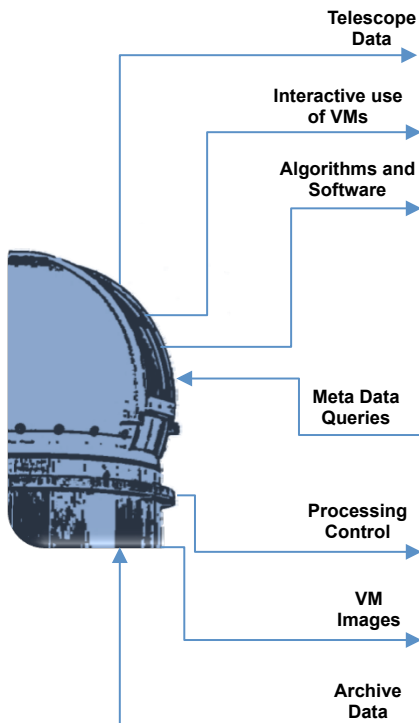 Telescope
Data
Interactive use
of VMs
Algorithms and
Software
Meta Data
Queries
Processing
Control
VM
Images
Archive
Data